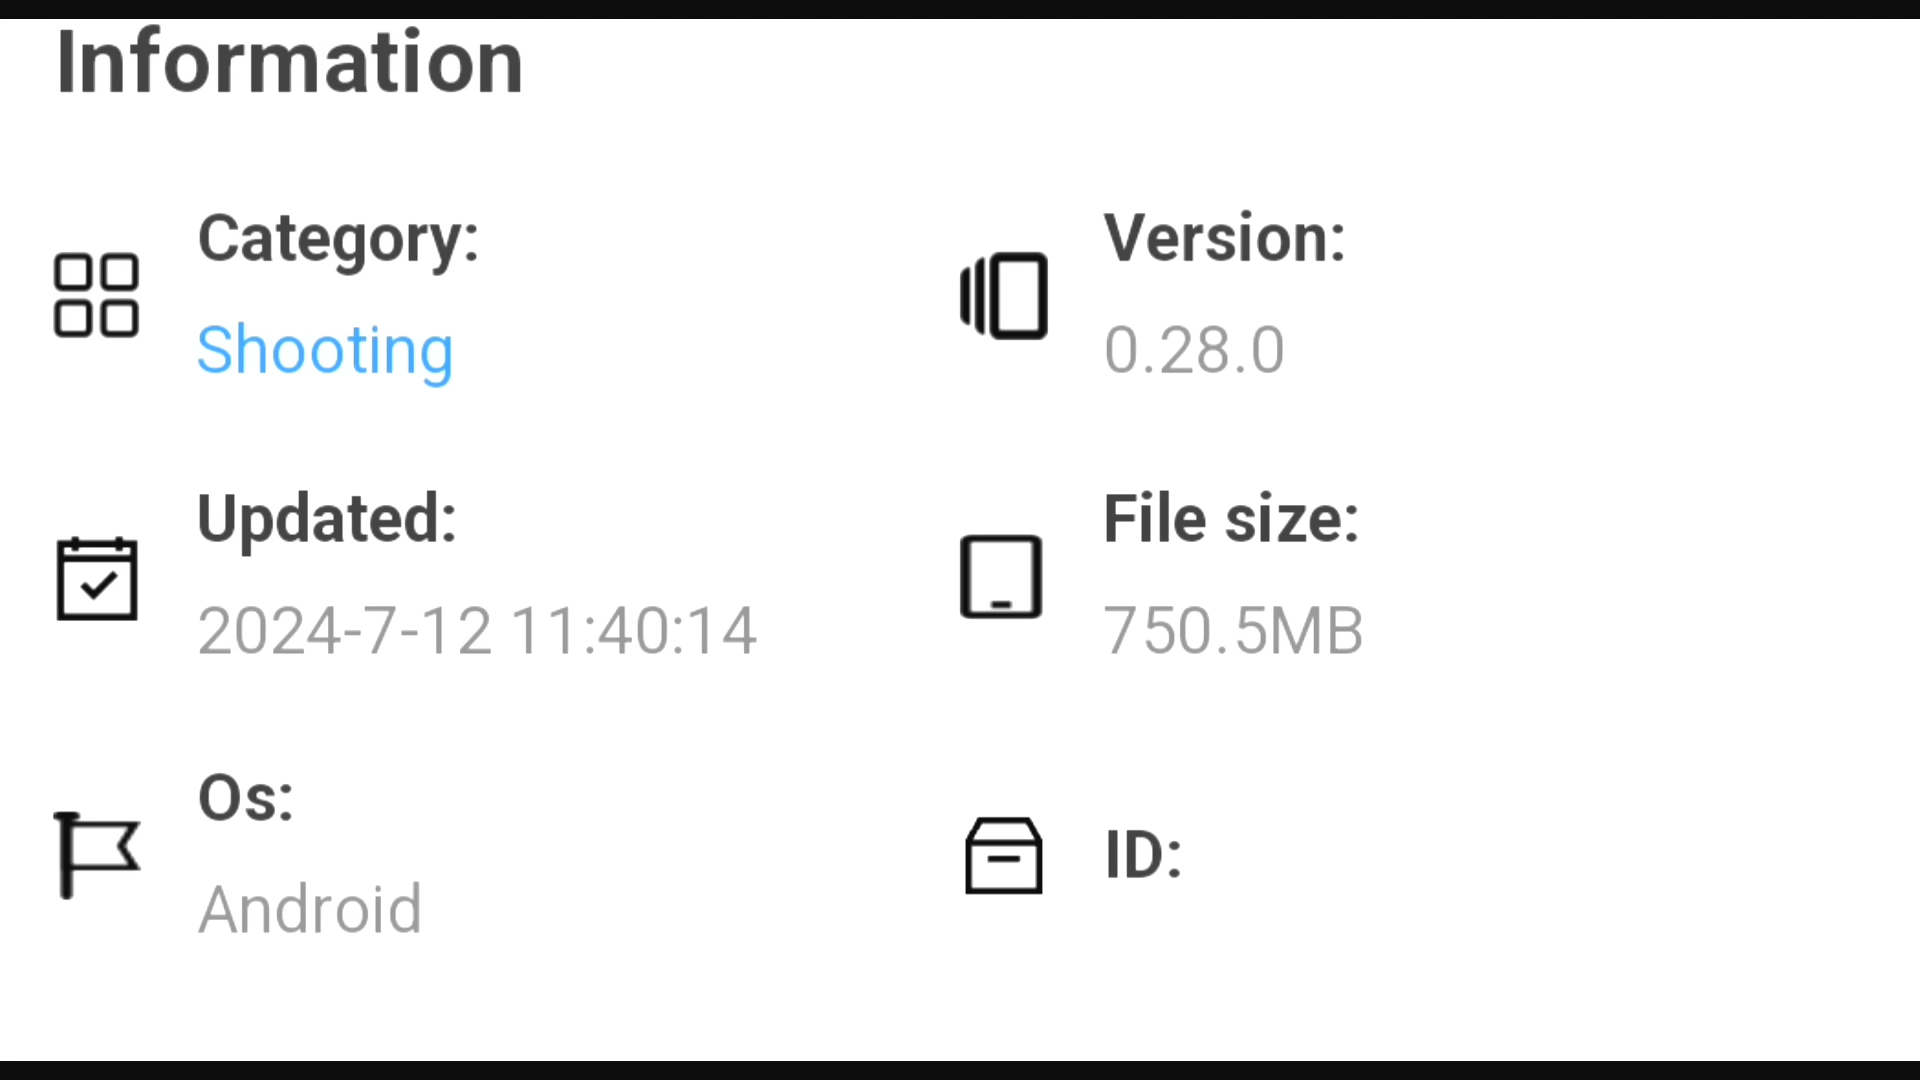 Information
Category:
Shooting
Version:
0.28.0
Updated:
2024-7-12 11:40:14
File size:
750.5MB
Os:
Android
ID: